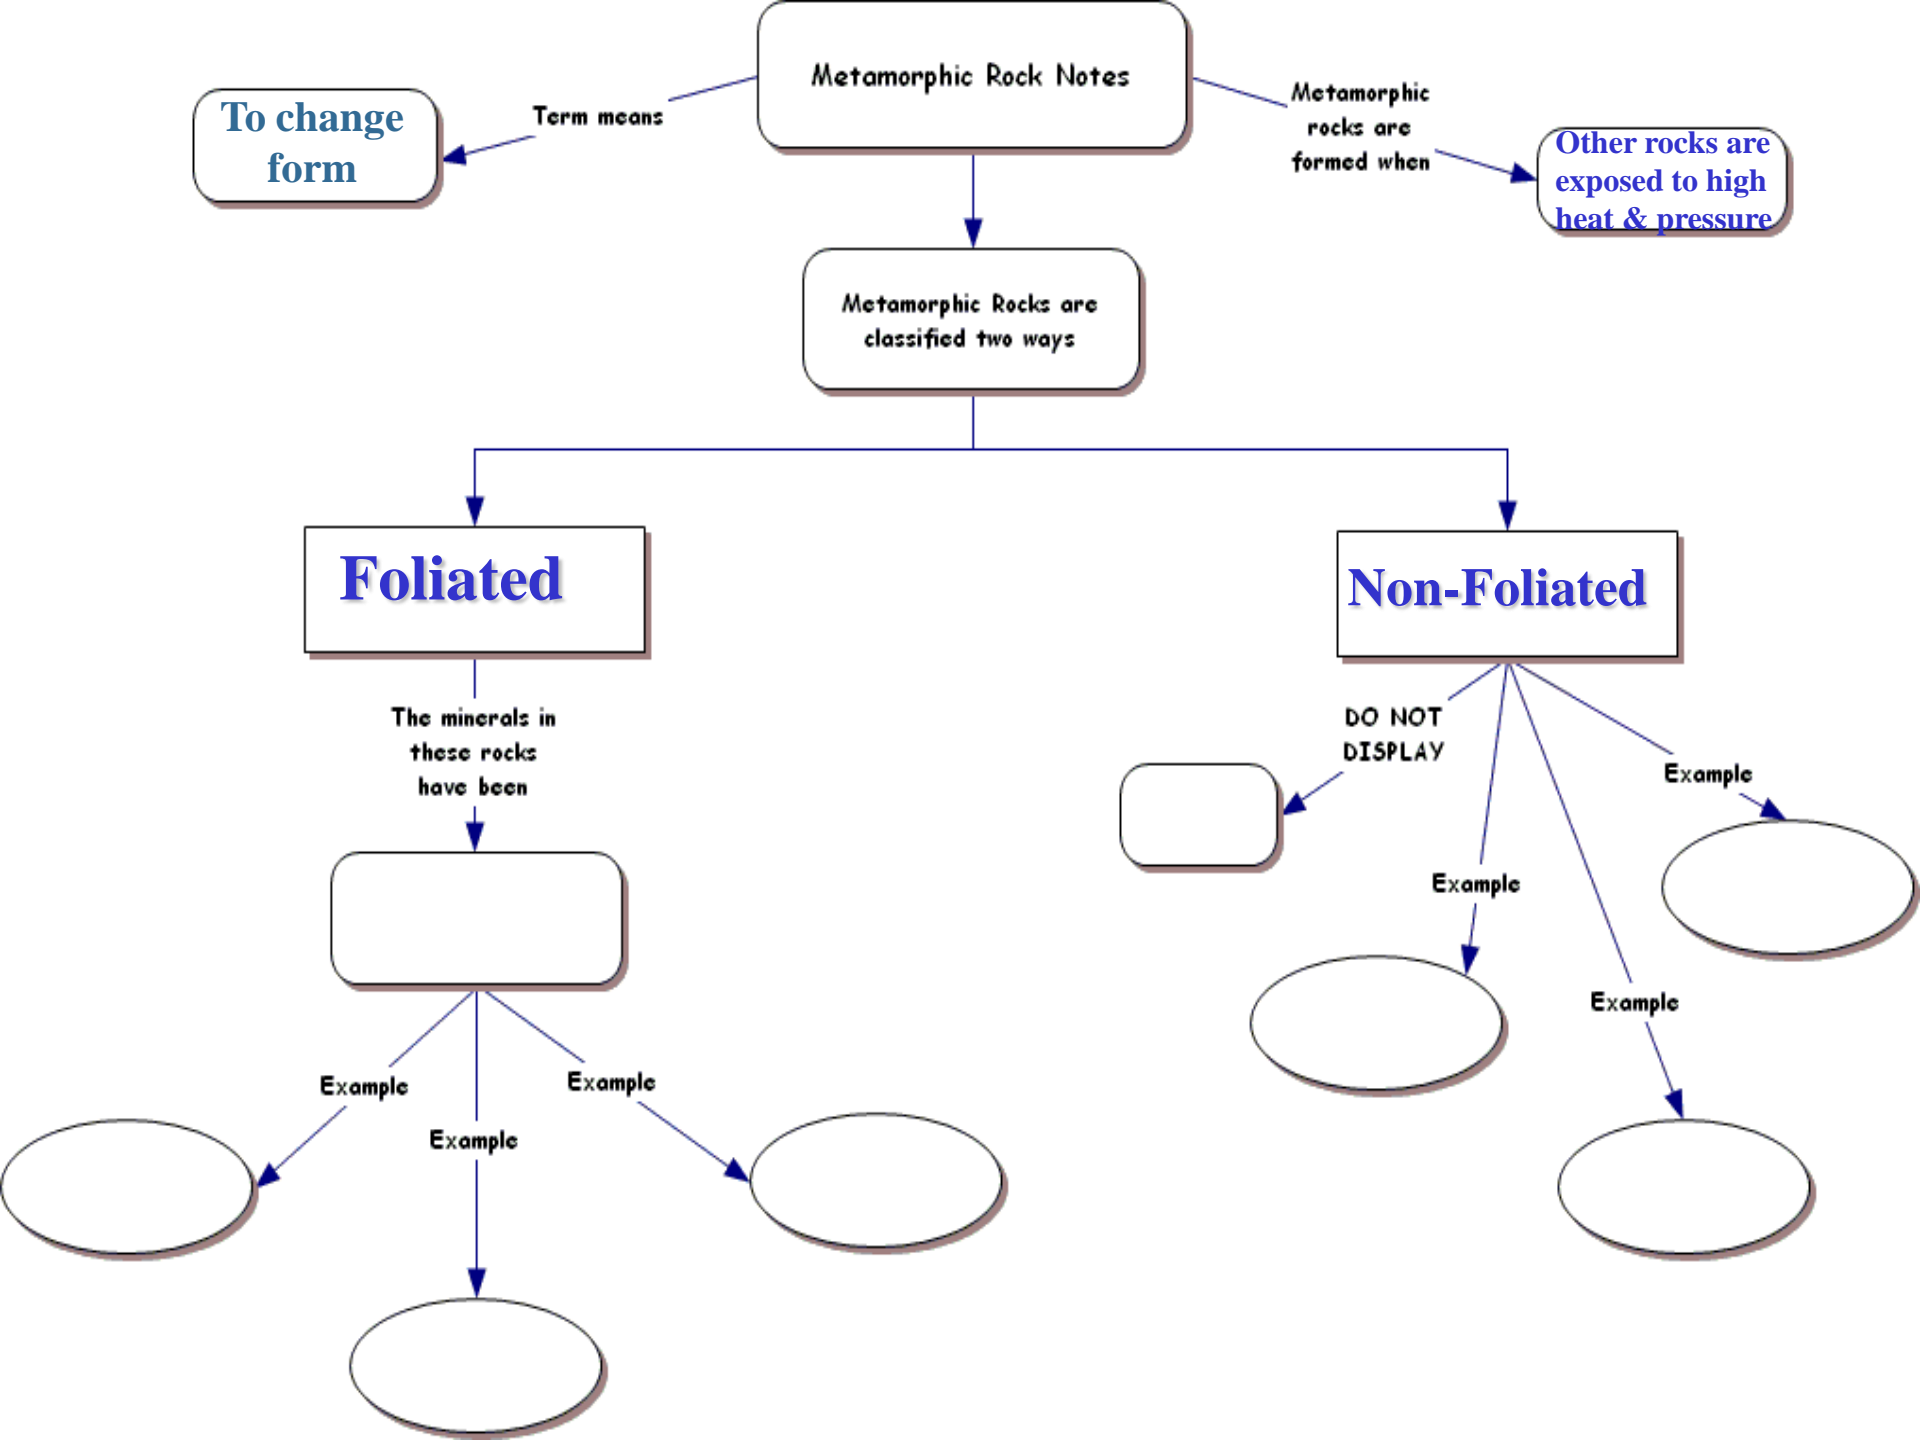 Metamorphic Rock Notes
Term means
To change
form
Metamorphic
rocks are
formed when
Other rocks are
exposed to high
heat & pressure
Metamorphic Rocks are
classified two ways
Foliated
Non-Foliated
The minerals in
these rocks
have been
DO NOT
DISPLAY
Example
Example
Example
Example
Example
Example